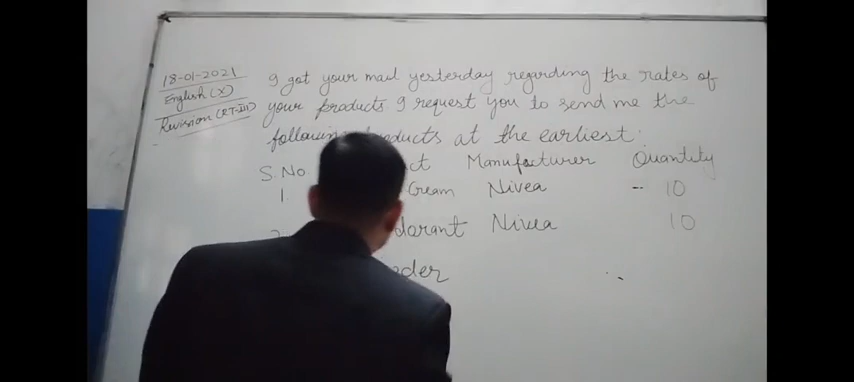 18-01-2021
English (X)
Revision (RT-III)
I got your mail yesterday regarding the rates of
your products I request you to send me the
following products at the earliest.
S.No Manufacturer Quantity
1. Cream Nivea - 10
Nivea 10